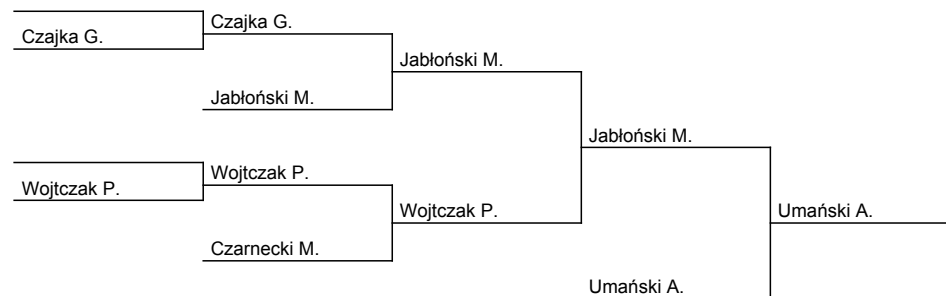 Czajka G.
Czajka G.
Jabłoński M.
Jabłoński M.
Jabłoński M.
Wojtczak P.
Wojtczak P.
Wojtczak P.
Umański A.
Czarnecki M.
Umański A.